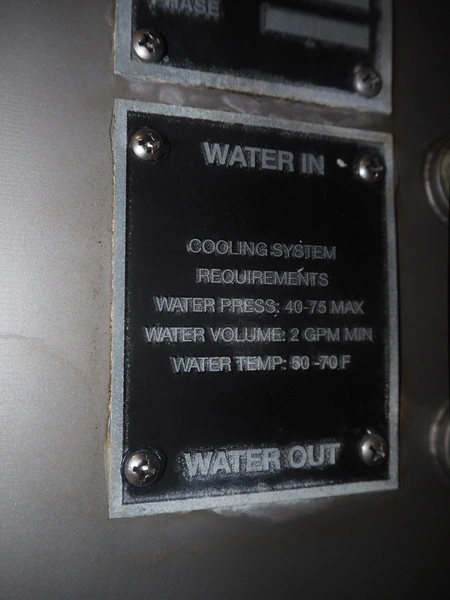 PHASE
WATER IN
COOLING SYSTEM
REQUIREMENTS
WATER PRESS: 40-75 MAX
WATER VOLUME: 2 GPM MIN
WATER TEMP: 50-70 F
WATER OUT